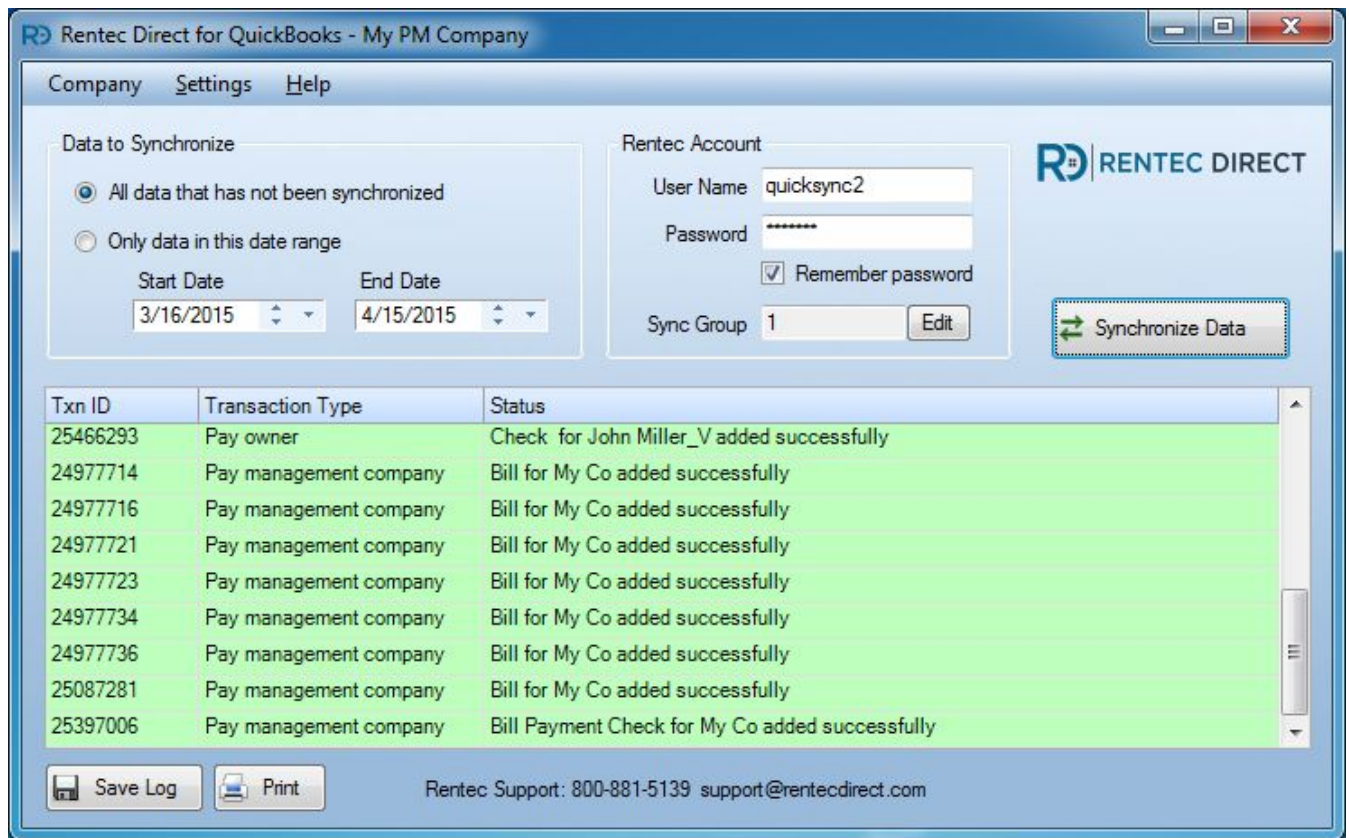 Rentec Direct for QuickBooks - My PM Company
Company Settings Help
Data to Synchronize
All data that has not been synchronized
Only data in this date range
Start Date End Date
3/16/2015 4/15/2015
Rentec Account
User Name quicksync2
Password *******
Remember password
Sync Group 1 Edit
RD RENTEC DIRECT
Synchronize Data
Txn ID Transaction Type Status
25466293 Pay owner Check for John Miller_V added successfully
24977714 Pay management company Bill for My Co added successfully
24977716 Pay management company Bill for My Co added successfully
24977721 Pay management company Bill for My Co added successfully
24977723 Pay management company Bill for My Co added successfully
24977734 Pay management company Bill for My Co added successfully
24977736 Pay management company Bill for My Co added successfully
25087281 Pay management company Bill for My Co added successfully
25397006 Pay management company Bill Payment Check for My Co added successfully
Save Log Print Rentec Support: 800-881-5139 support@rentecdirect.com